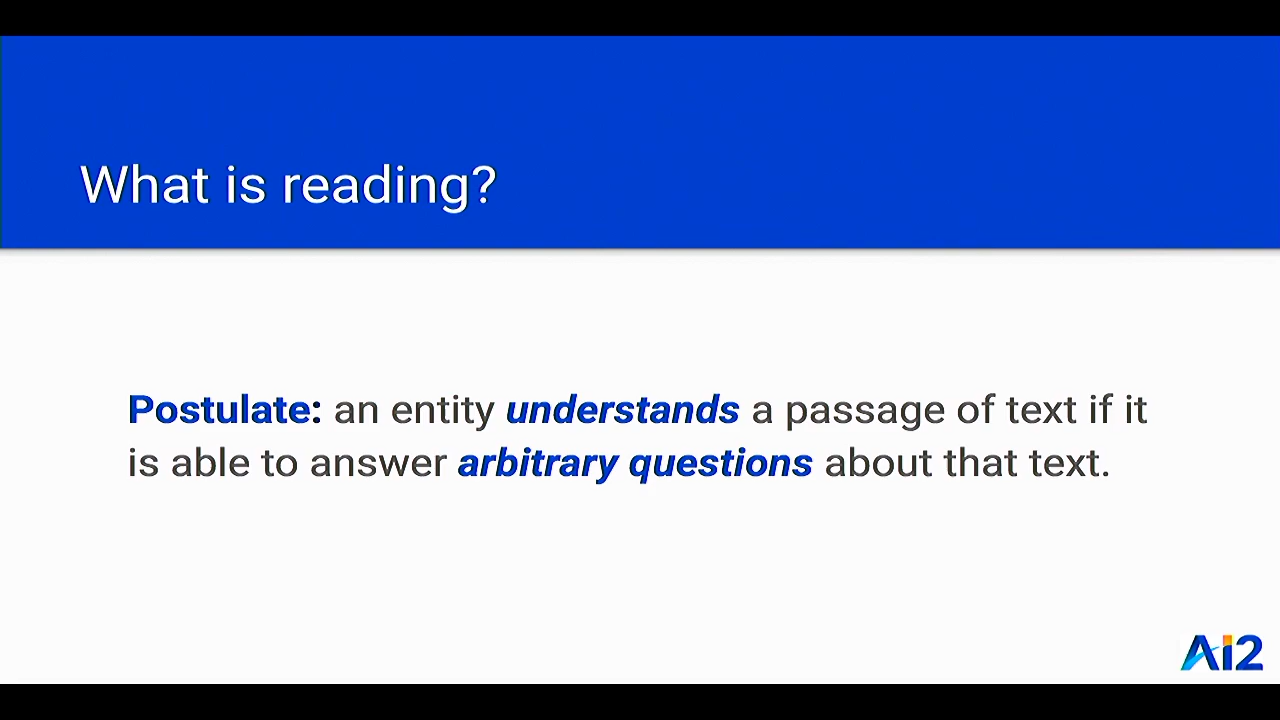 What is reading?
Postulate: an entity understands a passage of text if it
is able to answer arbitrary questions about that text.
Ai2